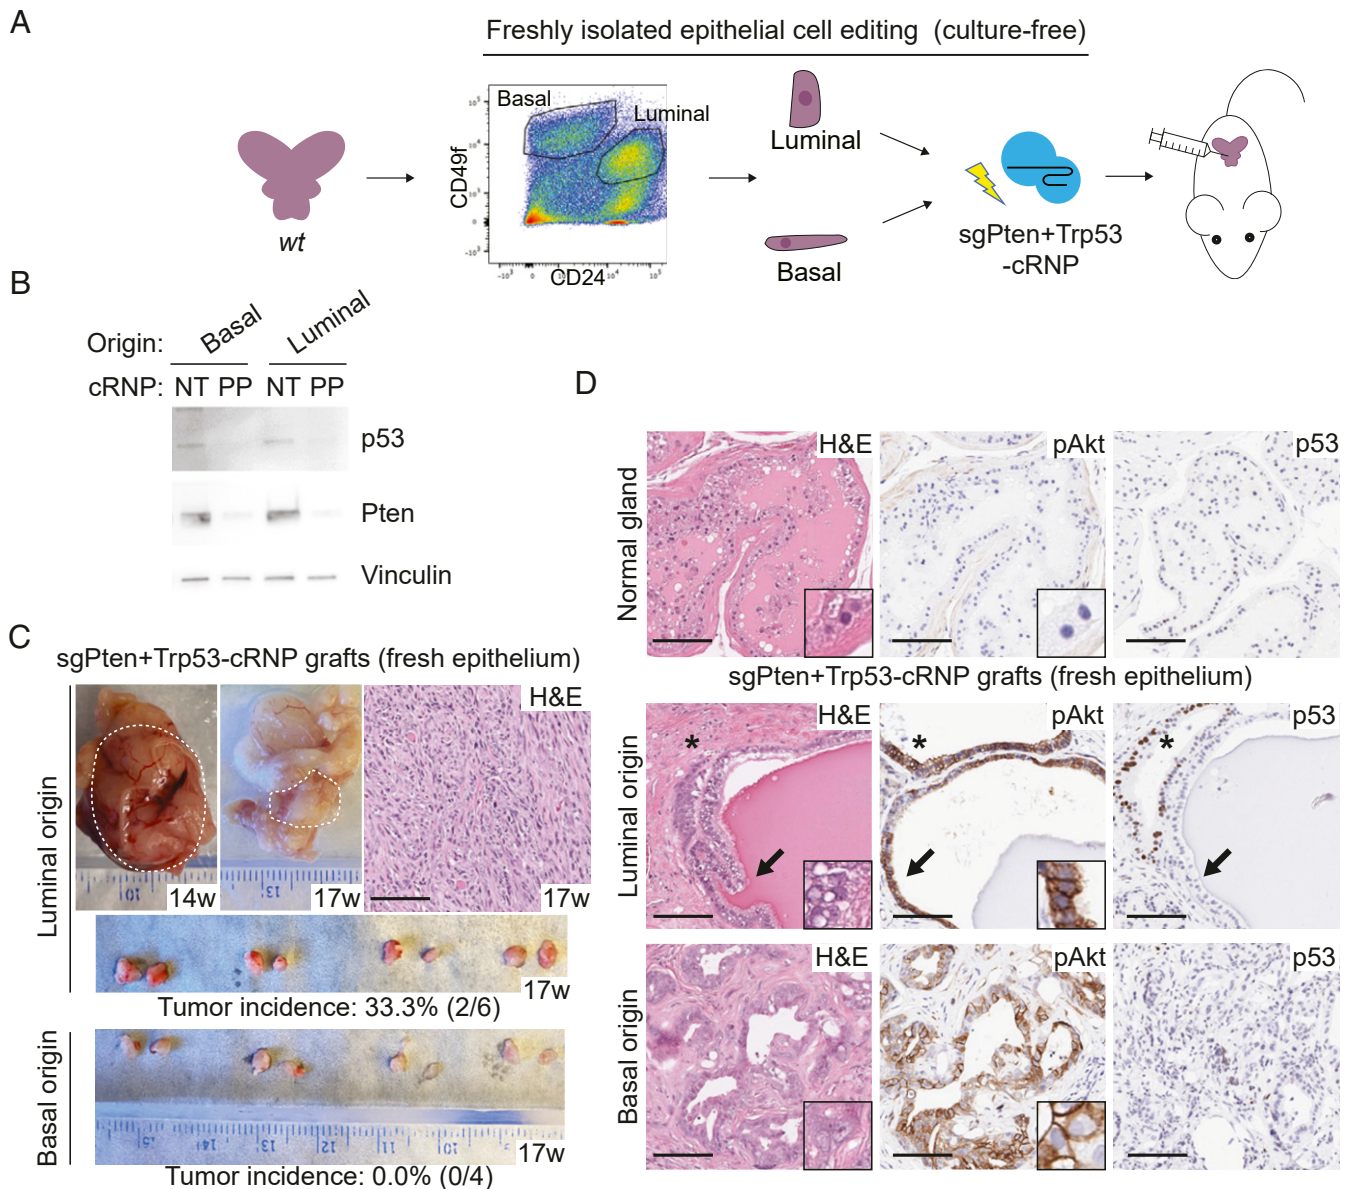 A
Freshly isolated epithelial cell editing (culture-free)
Basal
Luminal
CD49f
CD24
wt
Luminal
Basal
sgPten+Trp53
-cRNP
B
Origin: Basal Luminal
cRNP: NT PP NT PP
p53
Pten
Vinculin
C
sgPten+Trp53-cRNP grafts (fresh epithelium)
Luminal origin
14w
17w
H&E
17w
17w
Tumor incidence: 33.3% (2/6)
Basal origin
17w
Tumor incidence: 0.0% (0/4)
D
Normal gland
H&E
pAkt
p53
sgPten+Trp53-cRNP grafts (fresh epithelium)
Luminal origin
H&E
*
pAkt
*
p53
*
Basal origin
H&E
pAkt
p53